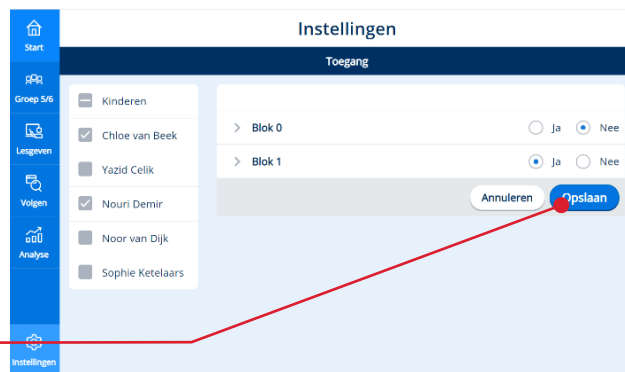 Instellingen
Toegang
Start
Groep 5/6
Lesgeven
Volgen
Analyse
Instellingen
Kinderen
Chloe van Beek
Yazid Celik
Nouri Demir
Noor van Dijk
Sophie Ketelaars
Blok 0 Ja Nee
Blok 1 Ja Nee
Annuleren Opslaan